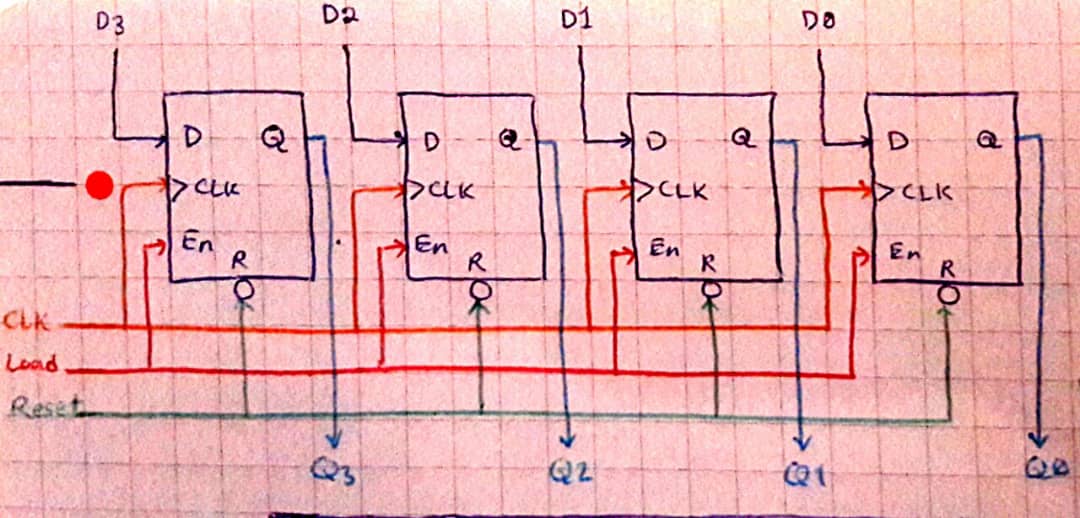 D3 D2 D1 D0
D Q D Q D Q D Q
CLK CLK CLK CLK
En En En En
R R R R
CLK
Load
Reset
Q3 Q2 Q1 Q0